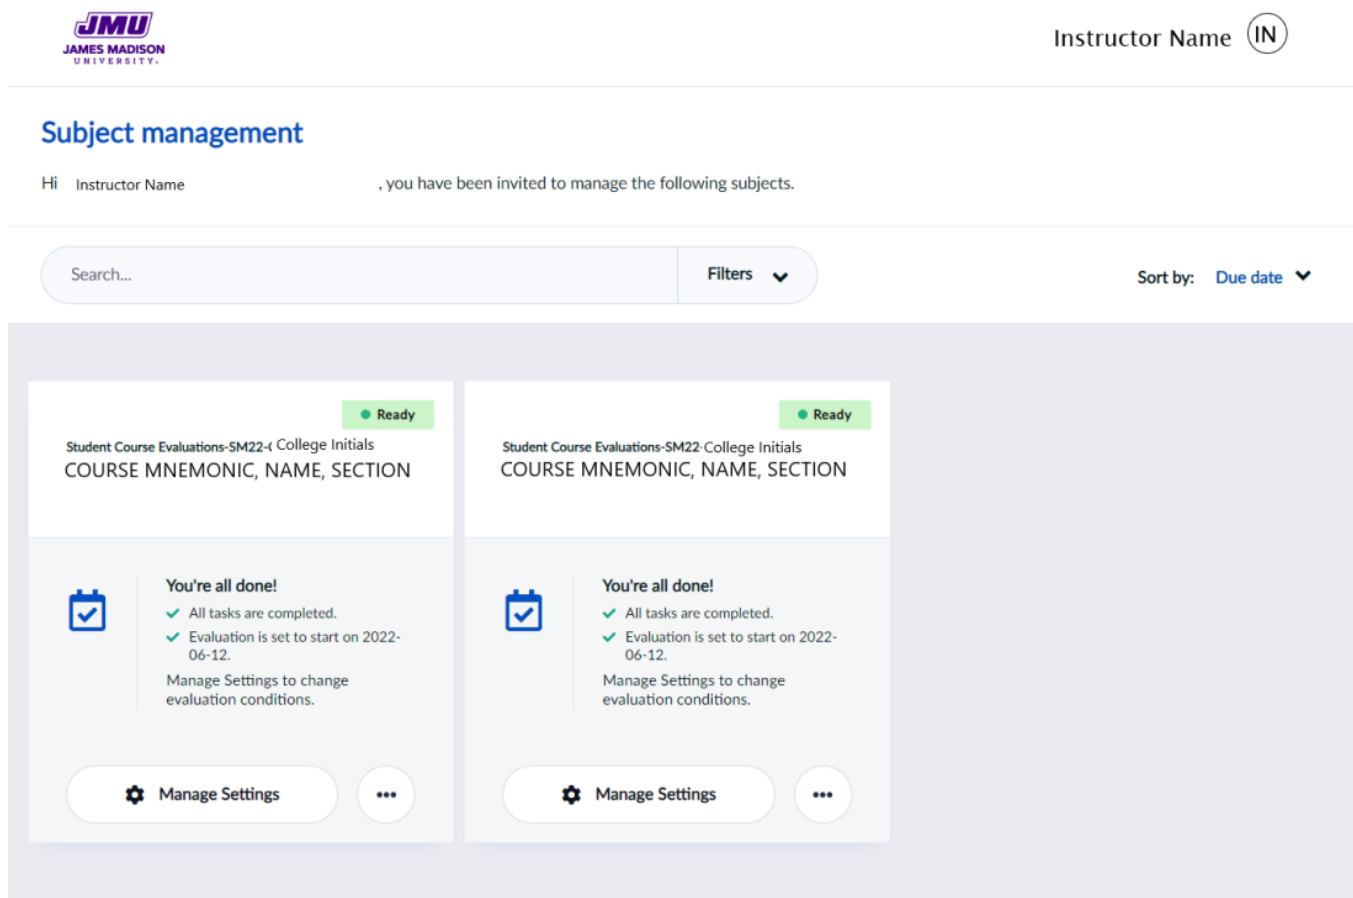 JMU
JAMES MADISON
UNIVERSITY.
Instructor Name IN
Subject management
Hi Instructor Name , you have been invited to manage the following subjects.
Search...
Filters
Sort by: Due date
Ready
Student Course Evaluations-SM22-( College Initials
COURSE MNEMONIC, NAME, SECTION
You're all done!
All tasks are completed.
Evaluation is set to start on 2022-
06-12.
Manage Settings to change
evaluation conditions.
Manage Settings
Ready
Student Course Evaluations-SM22-College Initials
COURSE MNEMONIC, NAME, SECTION
You're all done!
All tasks are completed.
Evaluation is set to start on 2022-
06-12.
Manage Settings to change
evaluation conditions.
Manage Settings